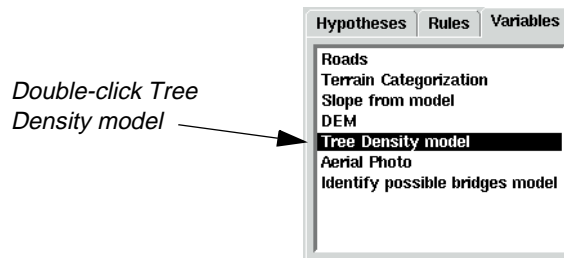 Hypotheses Rules Variables
Roads
Terrain Categorization
Slope from model
DEM
Double-click Tree
Density model
Tree Density model
Aerial Photo
Identify possible bridges model